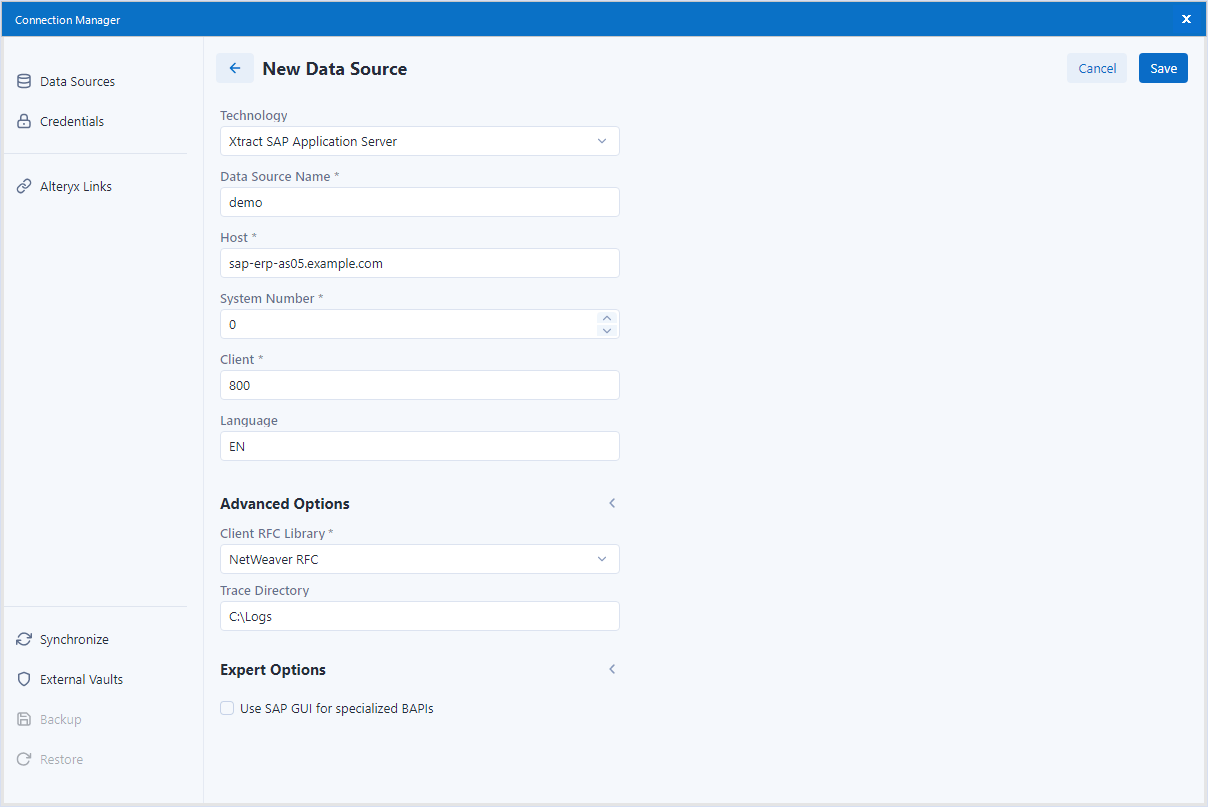 Connection Manager
Data Sources
Credentials
Alteryx Links
Synchronize
External Vaults
Backup
Restore
New Data Source
Cancel
Save
Technology
Xtract SAP Application Server
Data Source Name *
demo
Host *
sap-erp-as05.example.com
System Number *
0
Client *
800
Language
EN
Advanced Options
Client RFC Library *
NetWeaver RFC
Trace Directory
C:\Logs
Expert Options
Use SAP GUI for specialized BAPIs